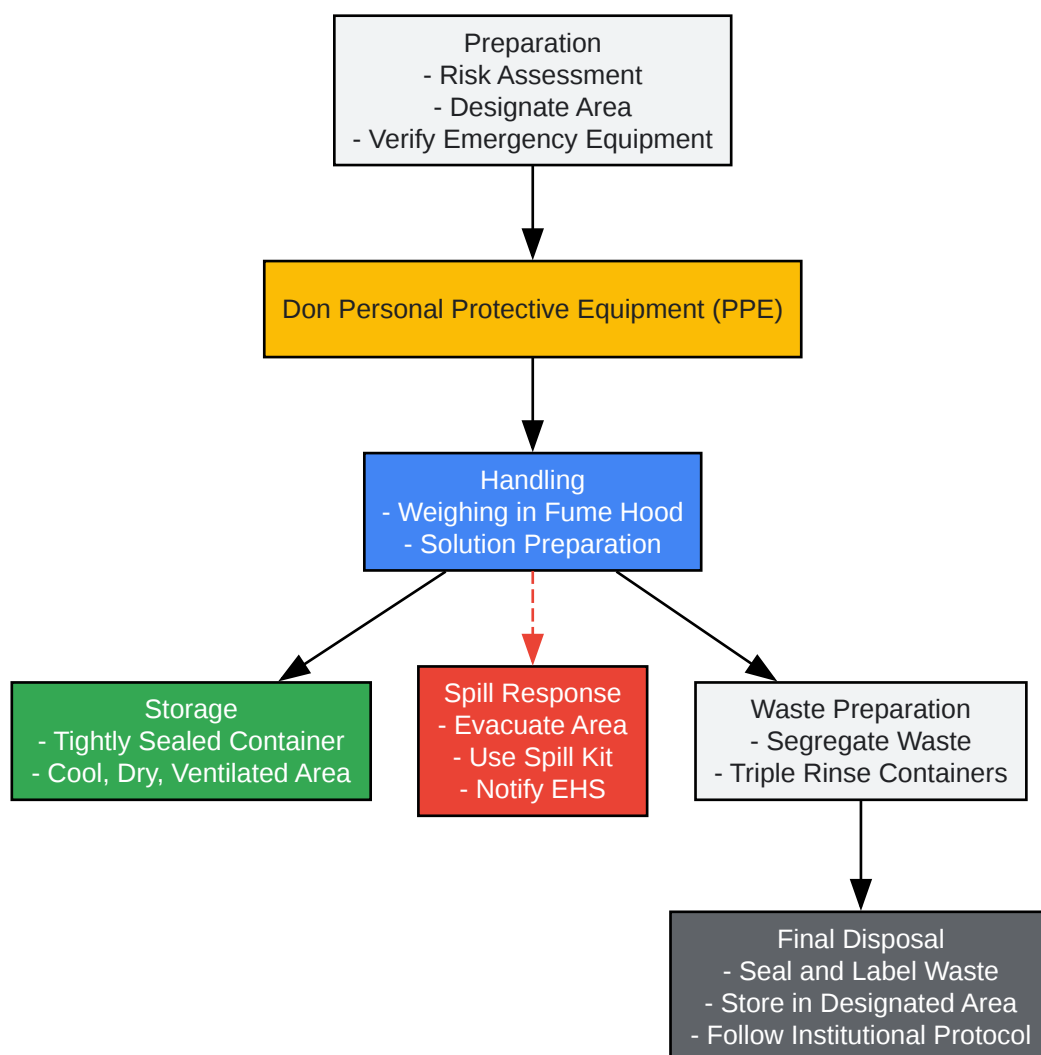 Preparation
- Risk Assessment
- Designate Area
- Verify Emergency Equipment
Don Personal Protective Equipment (PPE)
Handling
- Weighing in Fume Hood
- Solution Preparation
Storage
- Tightly Sealed Container
- Cool, Dry, Ventilated Area
Spill Response
- Evacuate Area
- Use Spill Kit
- Notify EHS
Waste Preparation
- Segregate Waste
- Triple Rinse Containers
Final Disposal
- Seal and Label Waste
- Store in Designated Area
- Follow Institutional Protocol